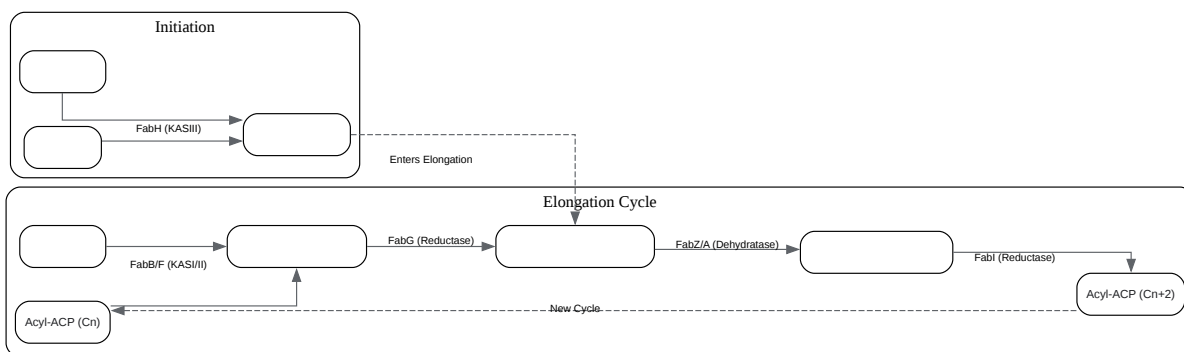 Initiation
FabH (KASIII)
Enters Elongation
Elongation Cycle
FabG (Reductase)
FabZ/A (Dehydratase)
FabB/F (KASI/II)
FabI (Reductase)
Acyl-ACP (Cn+2)
New Cycle
Acyl-ACP (Cn)